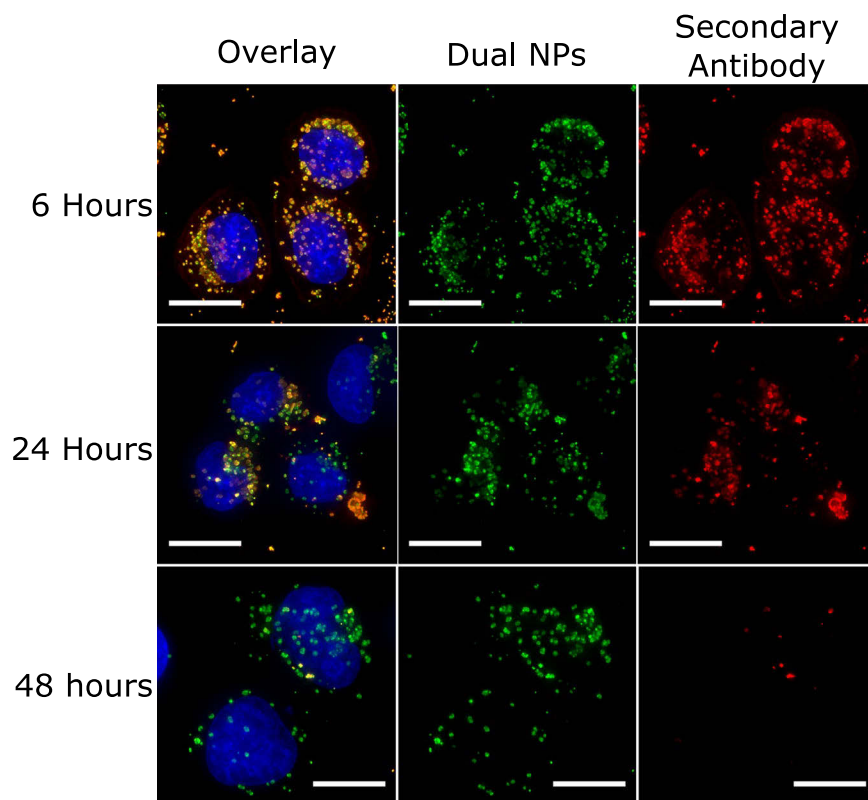 Overlay
Dual NPs
Secondary
Antibody
6 Hours
24 Hours
48 hours